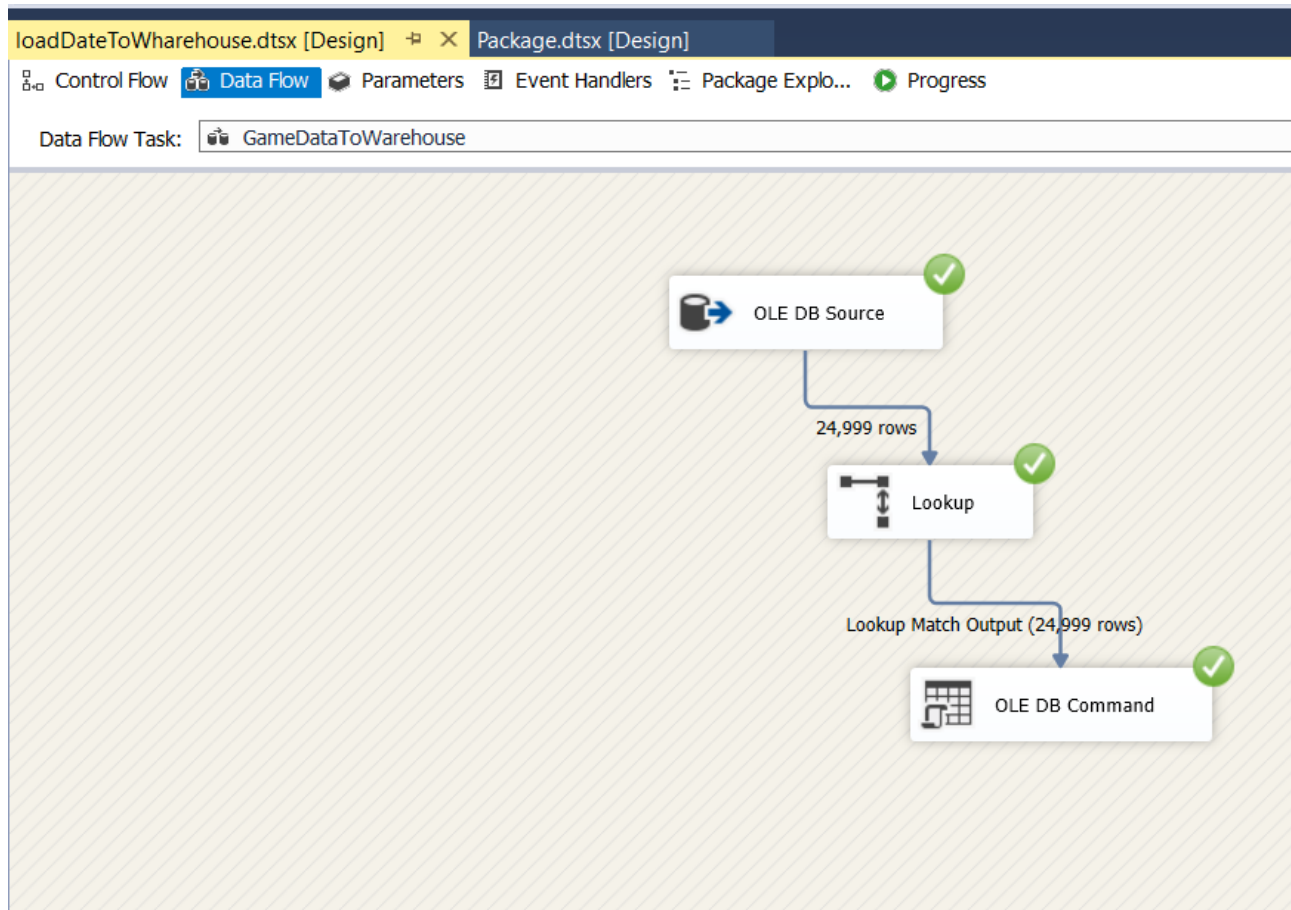 loadDateToWharehouse.dtsx [Design] Package.dtsx [Design]
Control Flow Data Flow Parameters Event Handlers Package Explo... Progress
Data Flow Task: GameDataToWarehouse
OLE DB Source
24,999 rows
Lookup
Lookup Match Output (24,999 rows)
OLE DB Command